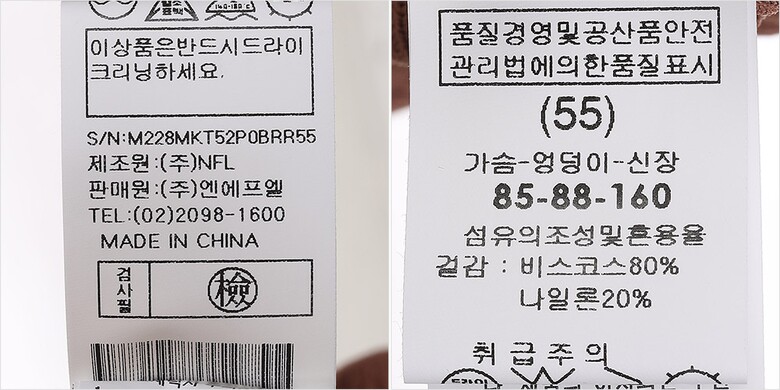 이상품은반드시드라이
크리닝하세요.
S/N:M228MKT52P0BRR55
제조원:(주)NFL
판매원:(주)엔에프엘
TEL:(02)2098-1600
MADE IN CHINA
검사필
檢
품질경영및공산품안전
관리법에의한품질표시
(55)
가슴-엉덩이-신장
85-88-160
섬유의조성및혼용율
겉감 : 비스코스80%
나일론20%
취급주의